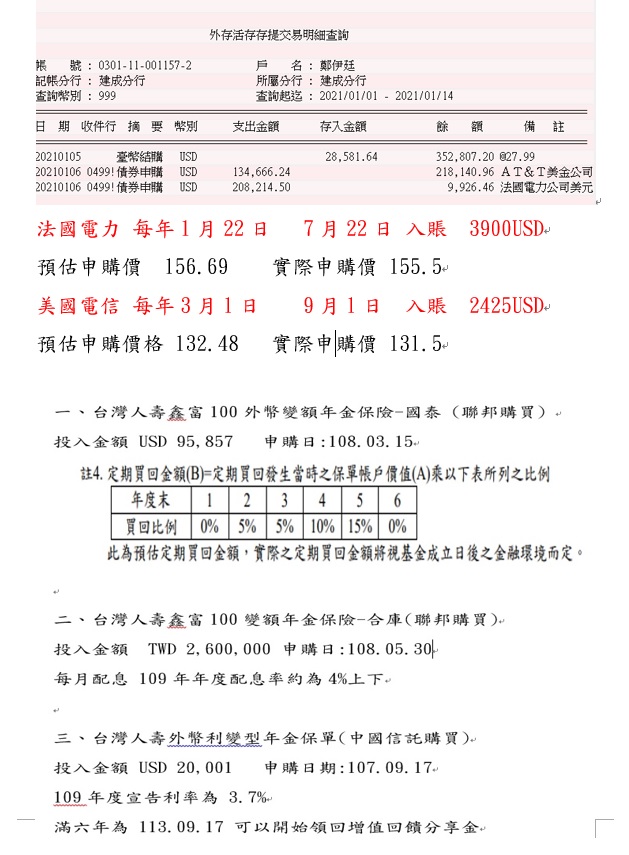 外存活存存提交易明細查詢
帳 號 : 0301-11-001157-2 戶 名 : 鄭伊廷
記帳分行 : 建成分行 所屬分行 : 建成分行
查詢幣別 : 999 查詢起迄 : 2021/01/01 - 2021/01/14
日 期 收件行 摘 要 幣別 支出金額 存入金額 餘 額 備 註
20210105 臺幣結購 USD 28,581.64 352,807.20 @27.99
20210106 0499! 債券申購 USD 134,666.24 218,140.96 AT&T美金公司
20210106 0499! 債券申購 USD 208,214.50 9,926.46 法國電力公司美元
法國電力 每年1月22日 7月22日 入賬 3900USD
預估申購價 156.69 實際申購價 155.5
美國電信 每年3月1日 9月1日 入賬 2425USD
預估申購價格 132.48 實際申購價 131.5
一、台灣人壽鑫富100外幣變額年金保險-國泰（聯邦購買）
投入金額 USD 95,857 申購日:108.03.15
註4. 定期買回金額(B)=定期買回發生當時之保單帳戶價值(A)乘以下表所列之比例
年度末 1 2 3 4 5 6
買回比例 0% 5% 5% 10% 15% 0%
此為預估定期買回金額，實際之定期買回金額將視基金成立日後之金融環境而定。
二、台灣人壽鑫富100變額年金保險-合庫(聯邦購買)
投入金額 TWD 2,600,000 申購日:108.05.30
每月配息 109年年度配息率約為4%上下
三、台灣人壽外幣利變型年金保單(中國信託購買)
投入金額 USD 20,001 申購日期:107.09.17
109年度宣告利率為 3.7%
滿六年為 113.09.17 可以開始領回增值回饋分享金